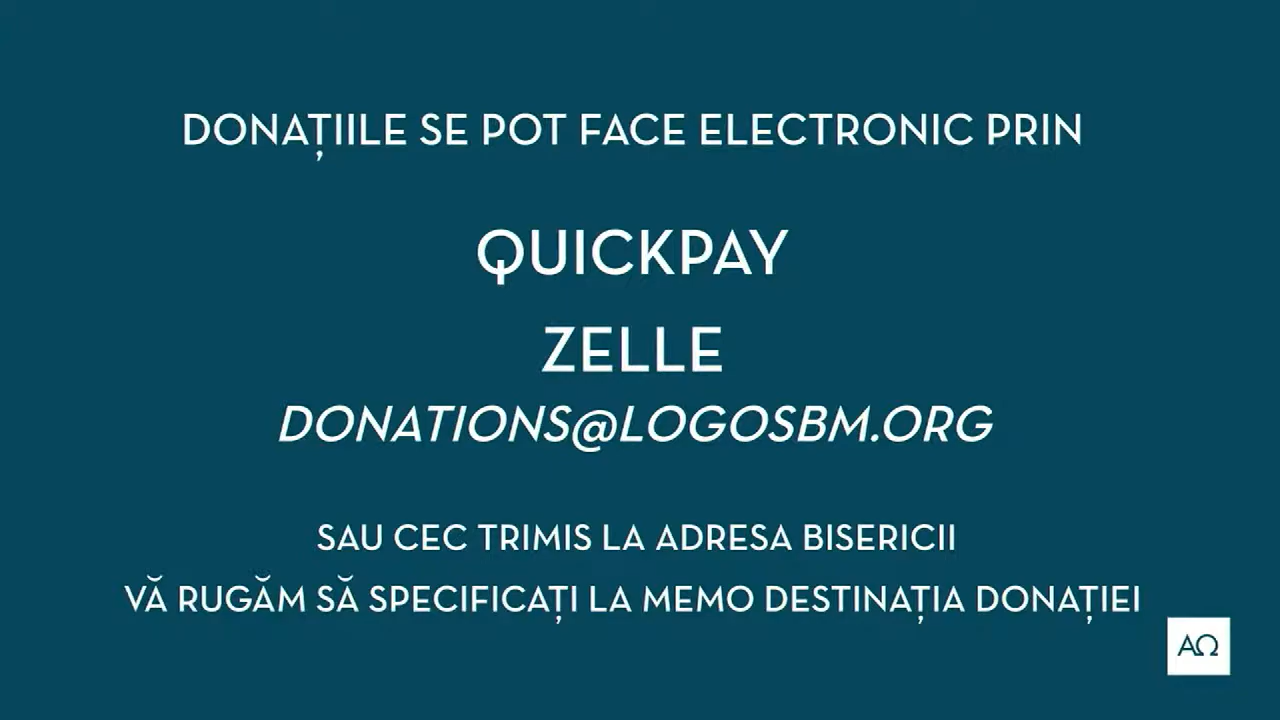 DONAȚIILE SE POT FACE ELECTRONIC PRIN
QUICKPAY
ZELLE
DONATIONS@LOGOSBM.ORG
SAU CEC TRIMIS LA ADRESA BISERICII
VĂ RUGĂM SĂ SPECIFICAȚI LA MEMO DESTINAȚIA DONAȚIEI
ΑΩ